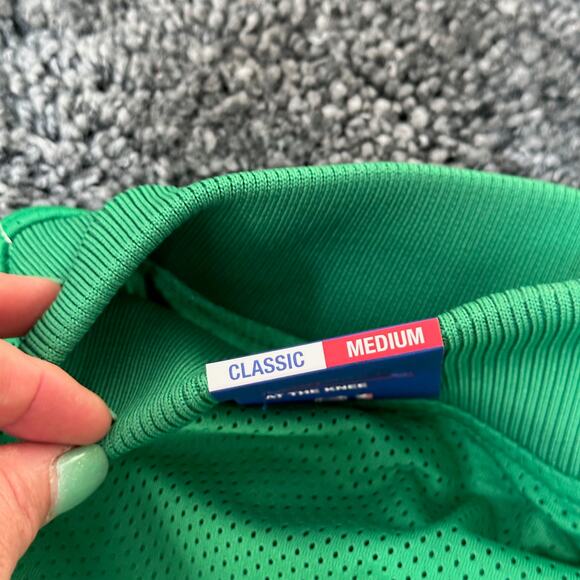 CLASSIC MEDIUM
AT THE KNEE